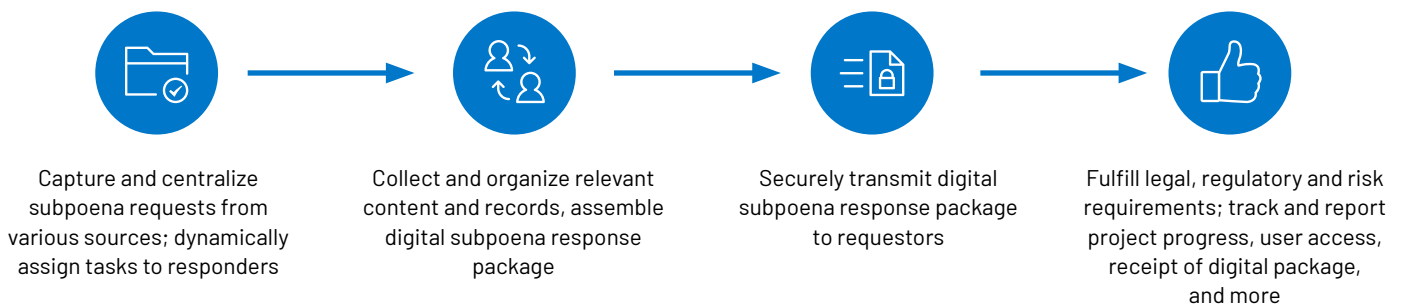 Capture and centralize
subpoena requests from
various sources; dynamically
assign tasks to responders
Collect and organize relevant
content and records, assemble
digital subpoena response
package
Securely transmit digital
subpoena response package
to requestors
Fulfill legal, regulatory and risk
requirements; track and report
project progress, user access,
receipt of digital package,
and more